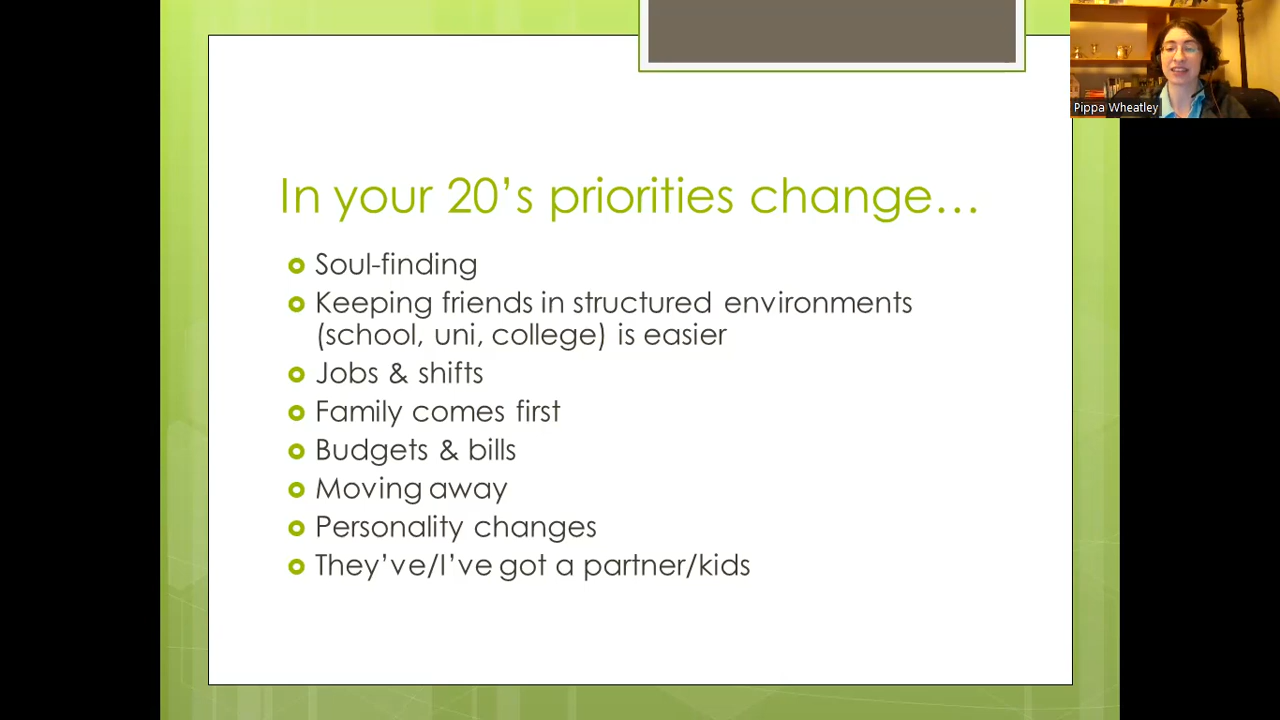 In your 20’s priorities change…
Soul-finding
Keeping friends in structured environments
(school, uni, college) is easier
Jobs & shifts
Family comes first
Budgets & bills
Moving away
Personality changes
They’ve/I’ve got a partner/kids
Pippa Wheatley